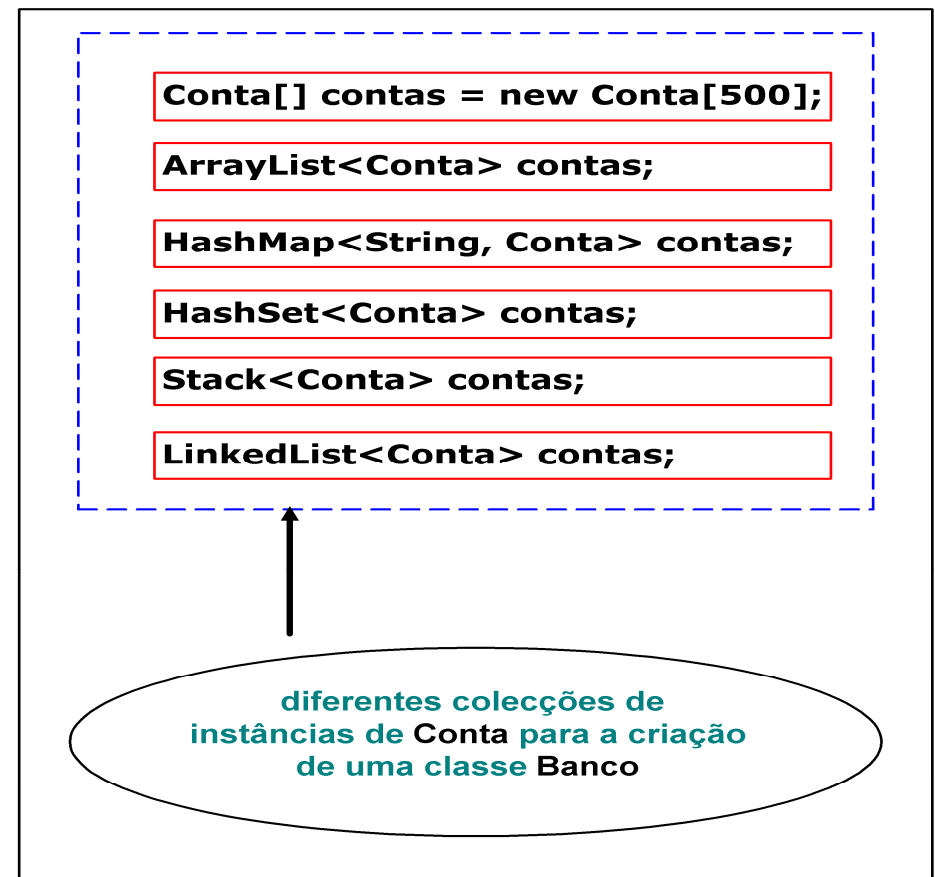 Conta[] contas = new Conta[500];
ArrayList<Conta> contas;
HashMap<String, Conta> contas;
HashSet<Conta> contas;
Stack<Conta> contas;
LinkedList<Conta> contas;
diferentes colecções de
instâncias de Conta para a criação
de uma classe Banco